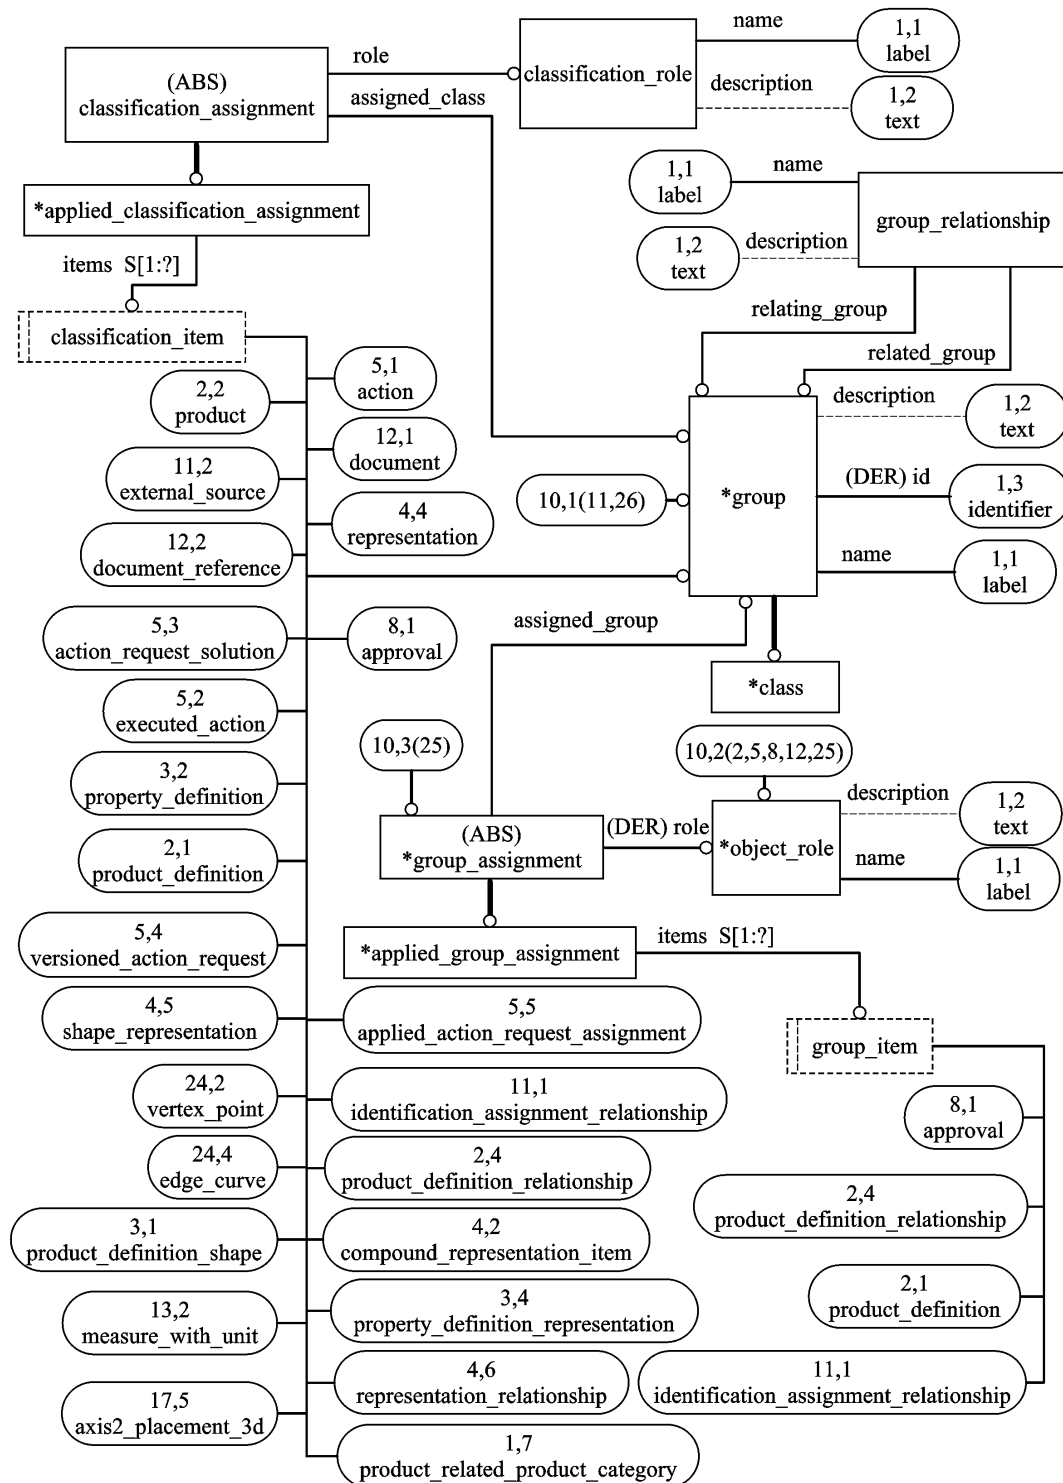 name
1,1
label
role
(ABS)
classification_assignment
classification_role
assigned_class
description
1,2
text
1,1
label
name
*applied_classification_assignment
group_relationship
1,2
text
description
items S[1:?]
relating_group
classification_item
related_group
5,1
action
2,2
product
description
1,2
text
12,1
document
11,2
external_source
10,1(11,26)
*group
(DER) id
1,3
identifier
4,4
representation
12,2
document_reference
name
1,1
label
5,3
action_request_solution
8,1
approval
assigned_group
*class
5,2
executed_action
10,3(25)
10,2(2,5,8,12,25)
3,2
property_definition
description
1,2
text
(ABS)
*group_assignment
(DER) role
*object_role
name
1,1
label
2,1
product_definition
5,4
versioned_action_request
*applied_group_assignment
items S[1:?]
4,5
shape_representation
5,5
applied_action_request_assignment
group_item
24,2
vertex_point
11,1
identification_assignment_relationship
8,1
approval
24,4
edge_curve
2,4
product_definition_relationship
2,4
product_definition_relationship
3,1
product_definition_shape
4,2
compound_representation_item
2,1
product_definition
13,2
measure_with_unit
3,4
property_definition_representation
4,6
representation_relationship
11,1
identification_assignment_relationship
17,5
axis2_placement_3d
1,7
product_related_product_category